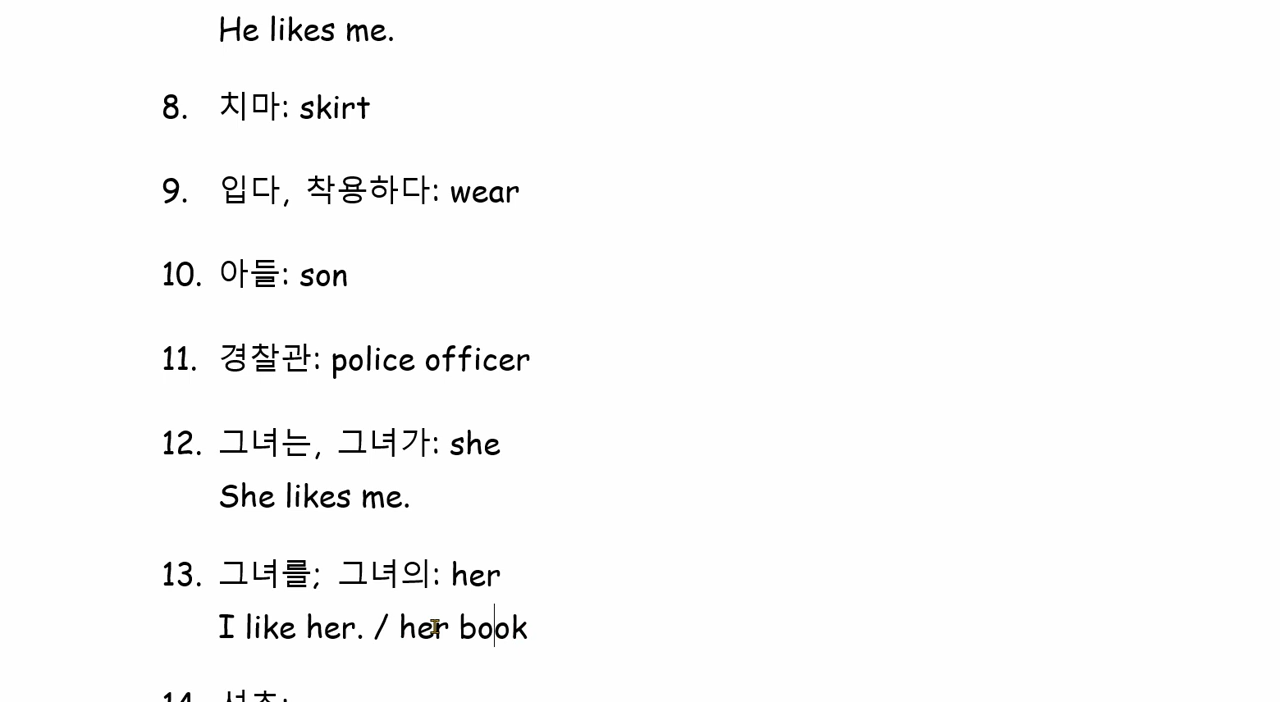 He likes me.
8. 치마: skirt
9. 입다, 착용하다: wear
10. 아들: son
11. 경찰관: police officer
12. 그녀는, 그녀가: she
She likes me.
13. 그녀를; 그녀의: her
I like her. / her book
14.